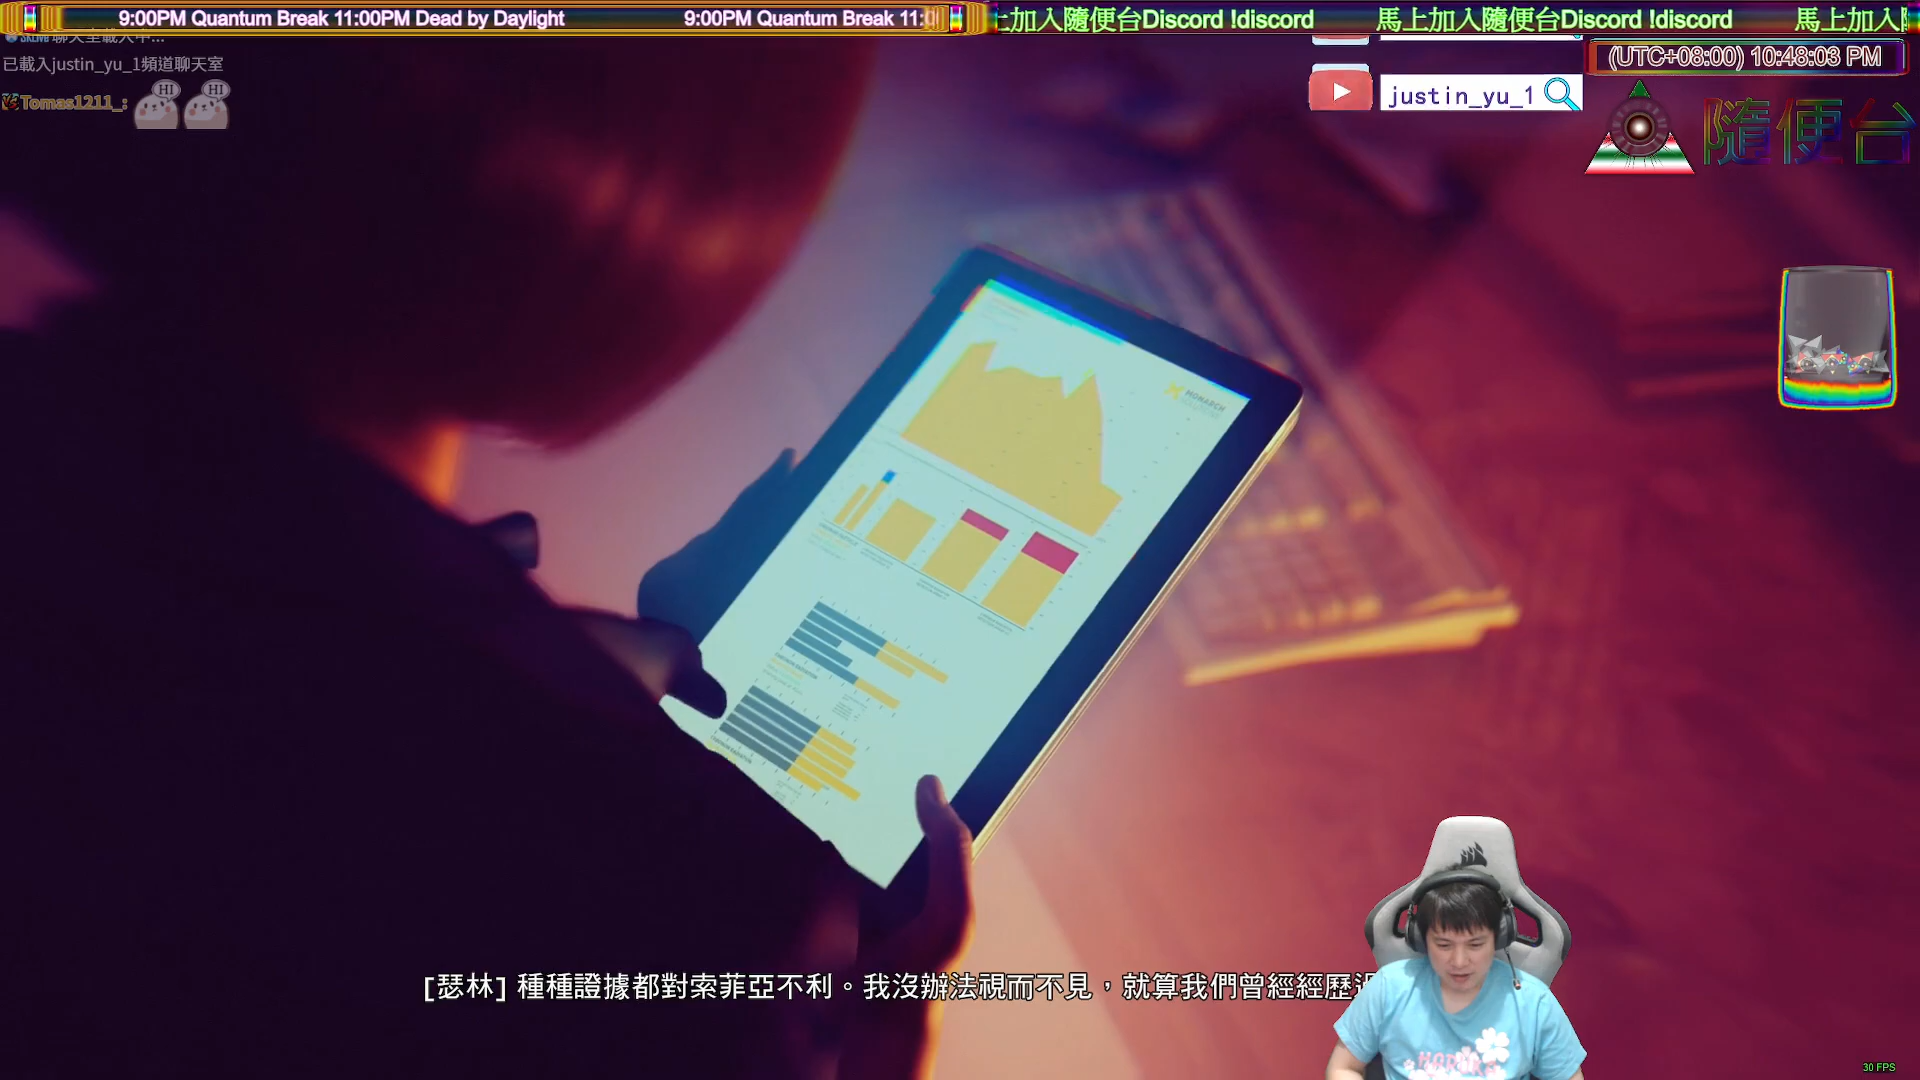 9:00PM Quantum Break 11:00PM Dead by Daylight
9:00PM Quantum Break 11:0
上加入隨便台Discord !discord
馬上加入隨便台Discord !discord
馬上加入
已載入justin_yu_1頻道聊天室
Tomas1211_:
HI HI
(UTC+08:00) 10:48:03 PM
justin_yu_1
隨便台
MONARCH
[瑟林] 種種證據都對索菲亞不利。我沒辦法視而不見，就算我們曾經經歷過
30 FPS